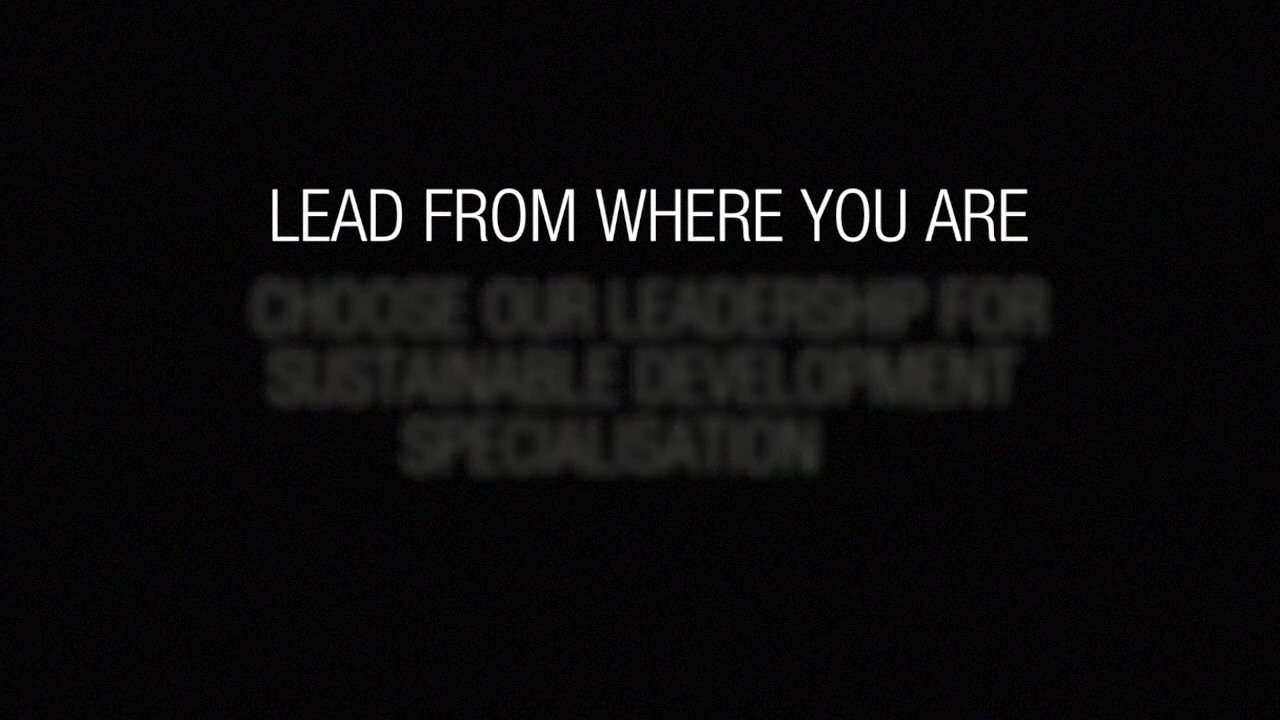 LEAD FROM WHERE YOU ARE
CHOOSE OUR LEADERSHIP FOR
SUSTAINABLE DEVELOPMENT
SPECIALISATION